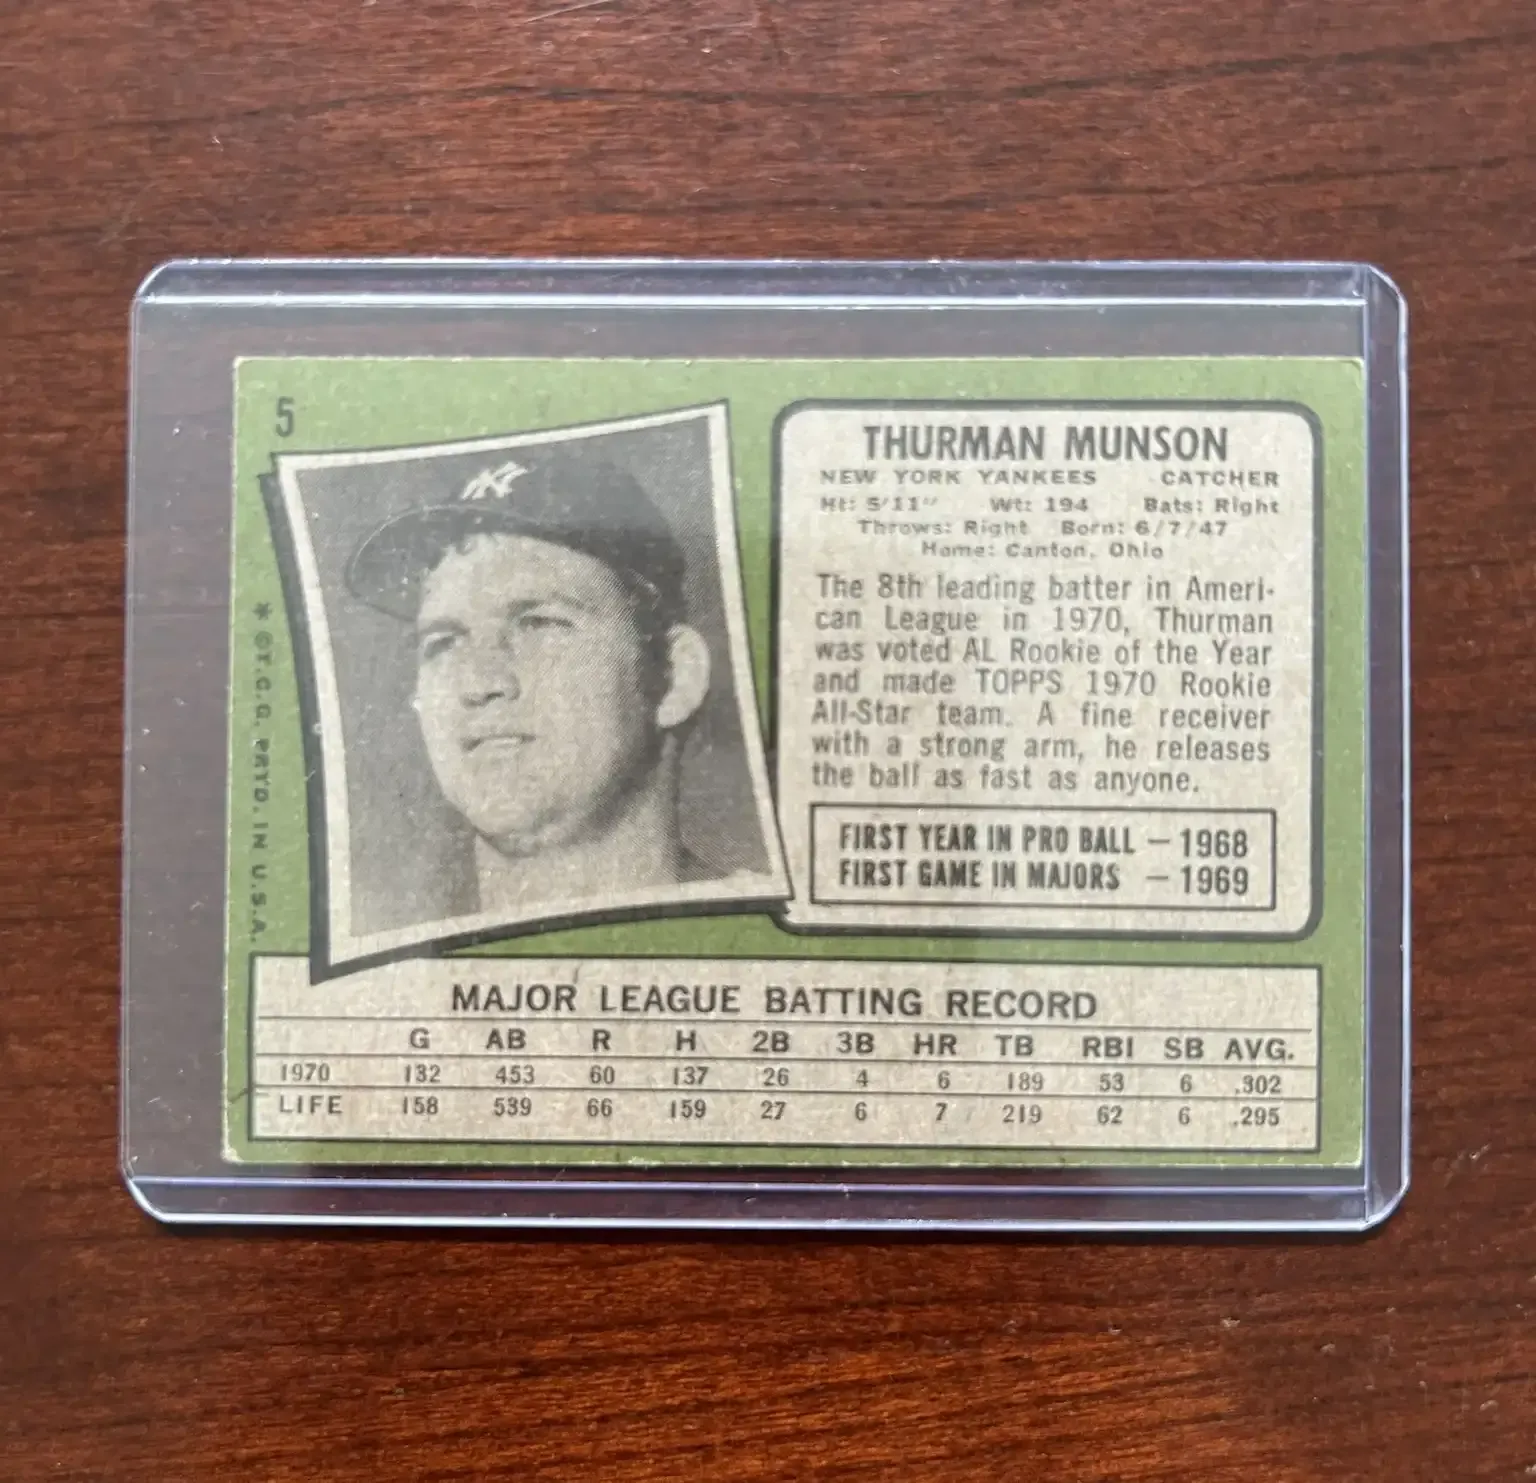 5
NY
THURMAN MUNSON
NEW YORK YANKEES CATCHER
Ht: 5'11" Wt: 194 Bats: Right
Throws: Right Born: 6/7/47
Home: Canton, Ohio
The 8th leading batter in Ameri-
can League in 1970, Thurman
was voted AL Rookie of the Year
and made TOPPS 1970 Rookie
All-Star team. A fine receiver
with a strong arm, he releases
the ball as fast as anyone.
FIRST YEAR IN PRO BALL — 1968
FIRST GAME IN MAJORS — 1969
* ©T.C.G. PRTD. IN U.S.A.
MAJOR LEAGUE BATTING RECORD
G AB R H 2B 3B HR TB RBI SB AVG.
1970 132 453 60 137 26 4 6 189 53 6 .302
LIFE 158 539 66 159 27 6 7 219 62 6 .295